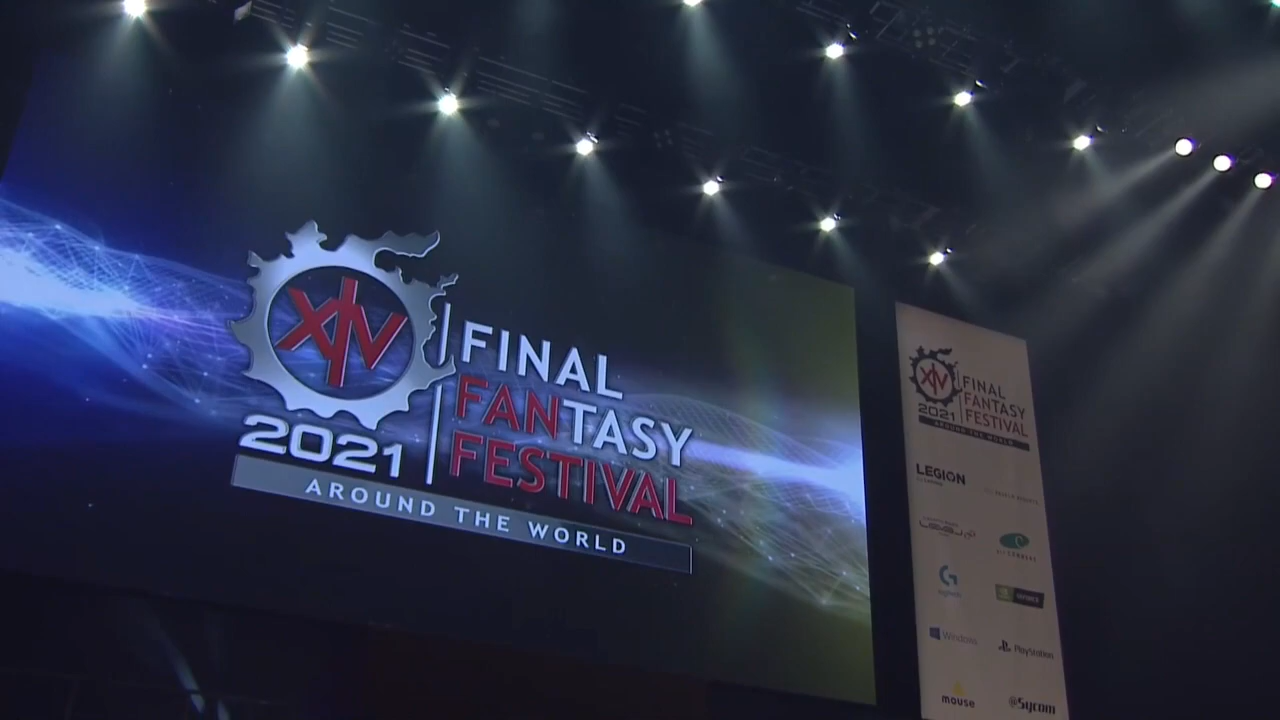 XIV
2021
FINAL
FANTASY
FESTIVAL
AROUND THE WORLD
XIV
2021
FINAL
FANTASY
FESTIVAL
AROUND THE WORLD
LEGION
Windows
PlayStation
mouse
@Sycom